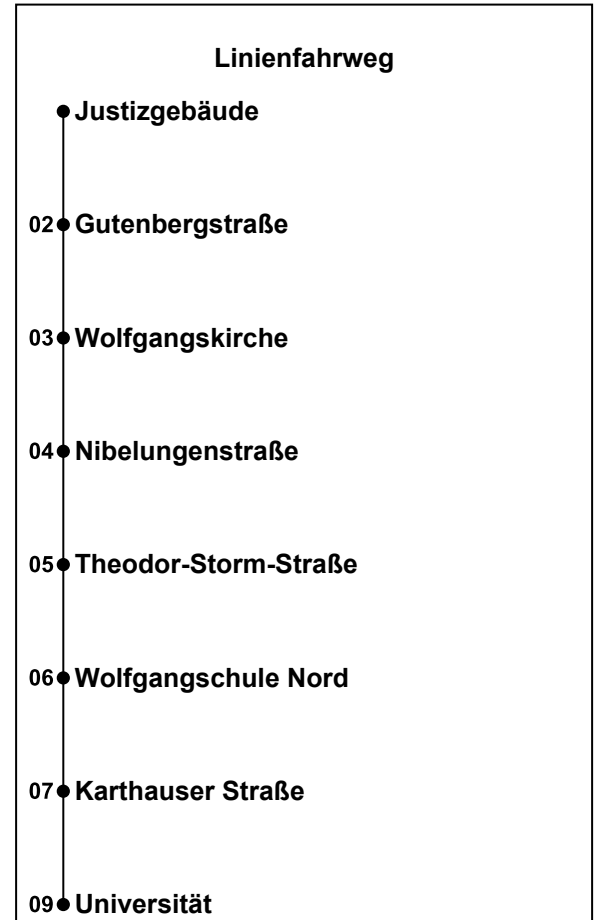 Linienfahrweg
Justizgebäude
02 Gutenbergstraße
03 Wolfgangskirche
04 Nibelungenstraße
05 Theodor-Storm-Straße
06 Wolfgangschule Nord
07 Karthauser Straße
09 Universität